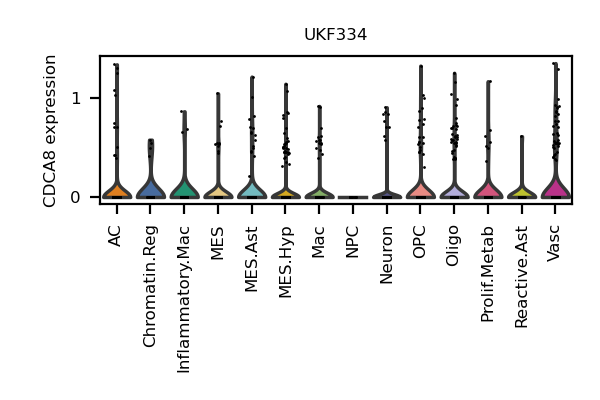 UKF334
CDCA8 expression
1
0
AC
Chromatin.Reg
Inflammatory.Mac
MES
MES.Ast
MES.Hyp
Mac
NPC
Neuron
OPC
Oligo
Prolif.Metab
Reactive.Ast
Vasc